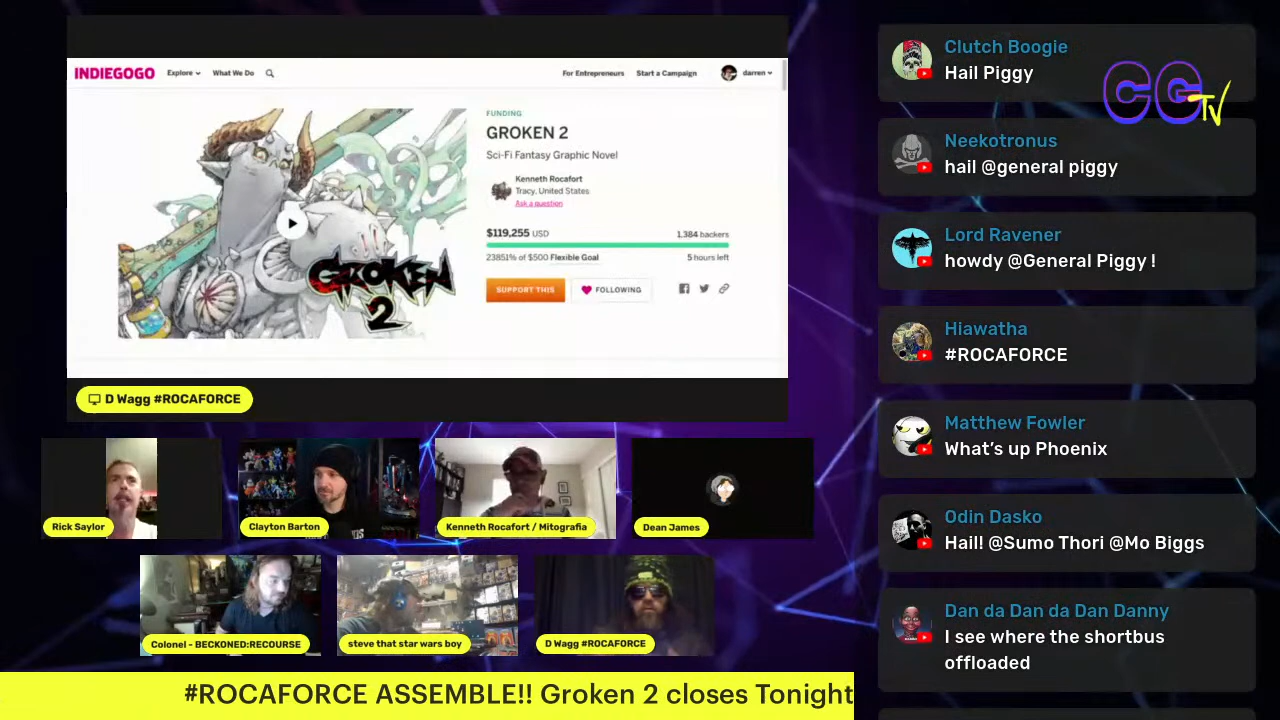 INDIEGOGO
Explore
What We Do
For Entrepreneurs
Start a Campaign
darren
GROKEN
2
FUNDING
GROKEN 2
Sci-Fi Fantasy Graphic Novel
Kenneth Rocafort
Tracy, United States
Ask a question
$119,255 USD
1,384 backers
23851% of $500 Flexible Goal
5 hours left
SUPPORT THIS
FOLLOWING
D Wagg #ROCAFORCE
Rick Saylor
Clayton Barton
Kenneth Rocafort / Mitografia
Dean James
Colonel - BECKONED:RECOURSE
steve that star wars boy
D Wagg #ROCAFORCE
#ROCAFORCE ASSEMBLE!! Groken 2 closes Tonight
CG TV
Clutch Boogie
Hail Piggy
Neekotronus
hail @general piggy
Lord Ravener
howdy @General Piggy !
Hiawatha
#ROCAFORCE
Matthew Fowler
What’s up Phoenix
Odin Dasko
Hail! @Sumo Thori @Mo Biggs
Dan da Dan da Dan Danny
I see where the shortbus
offloaded